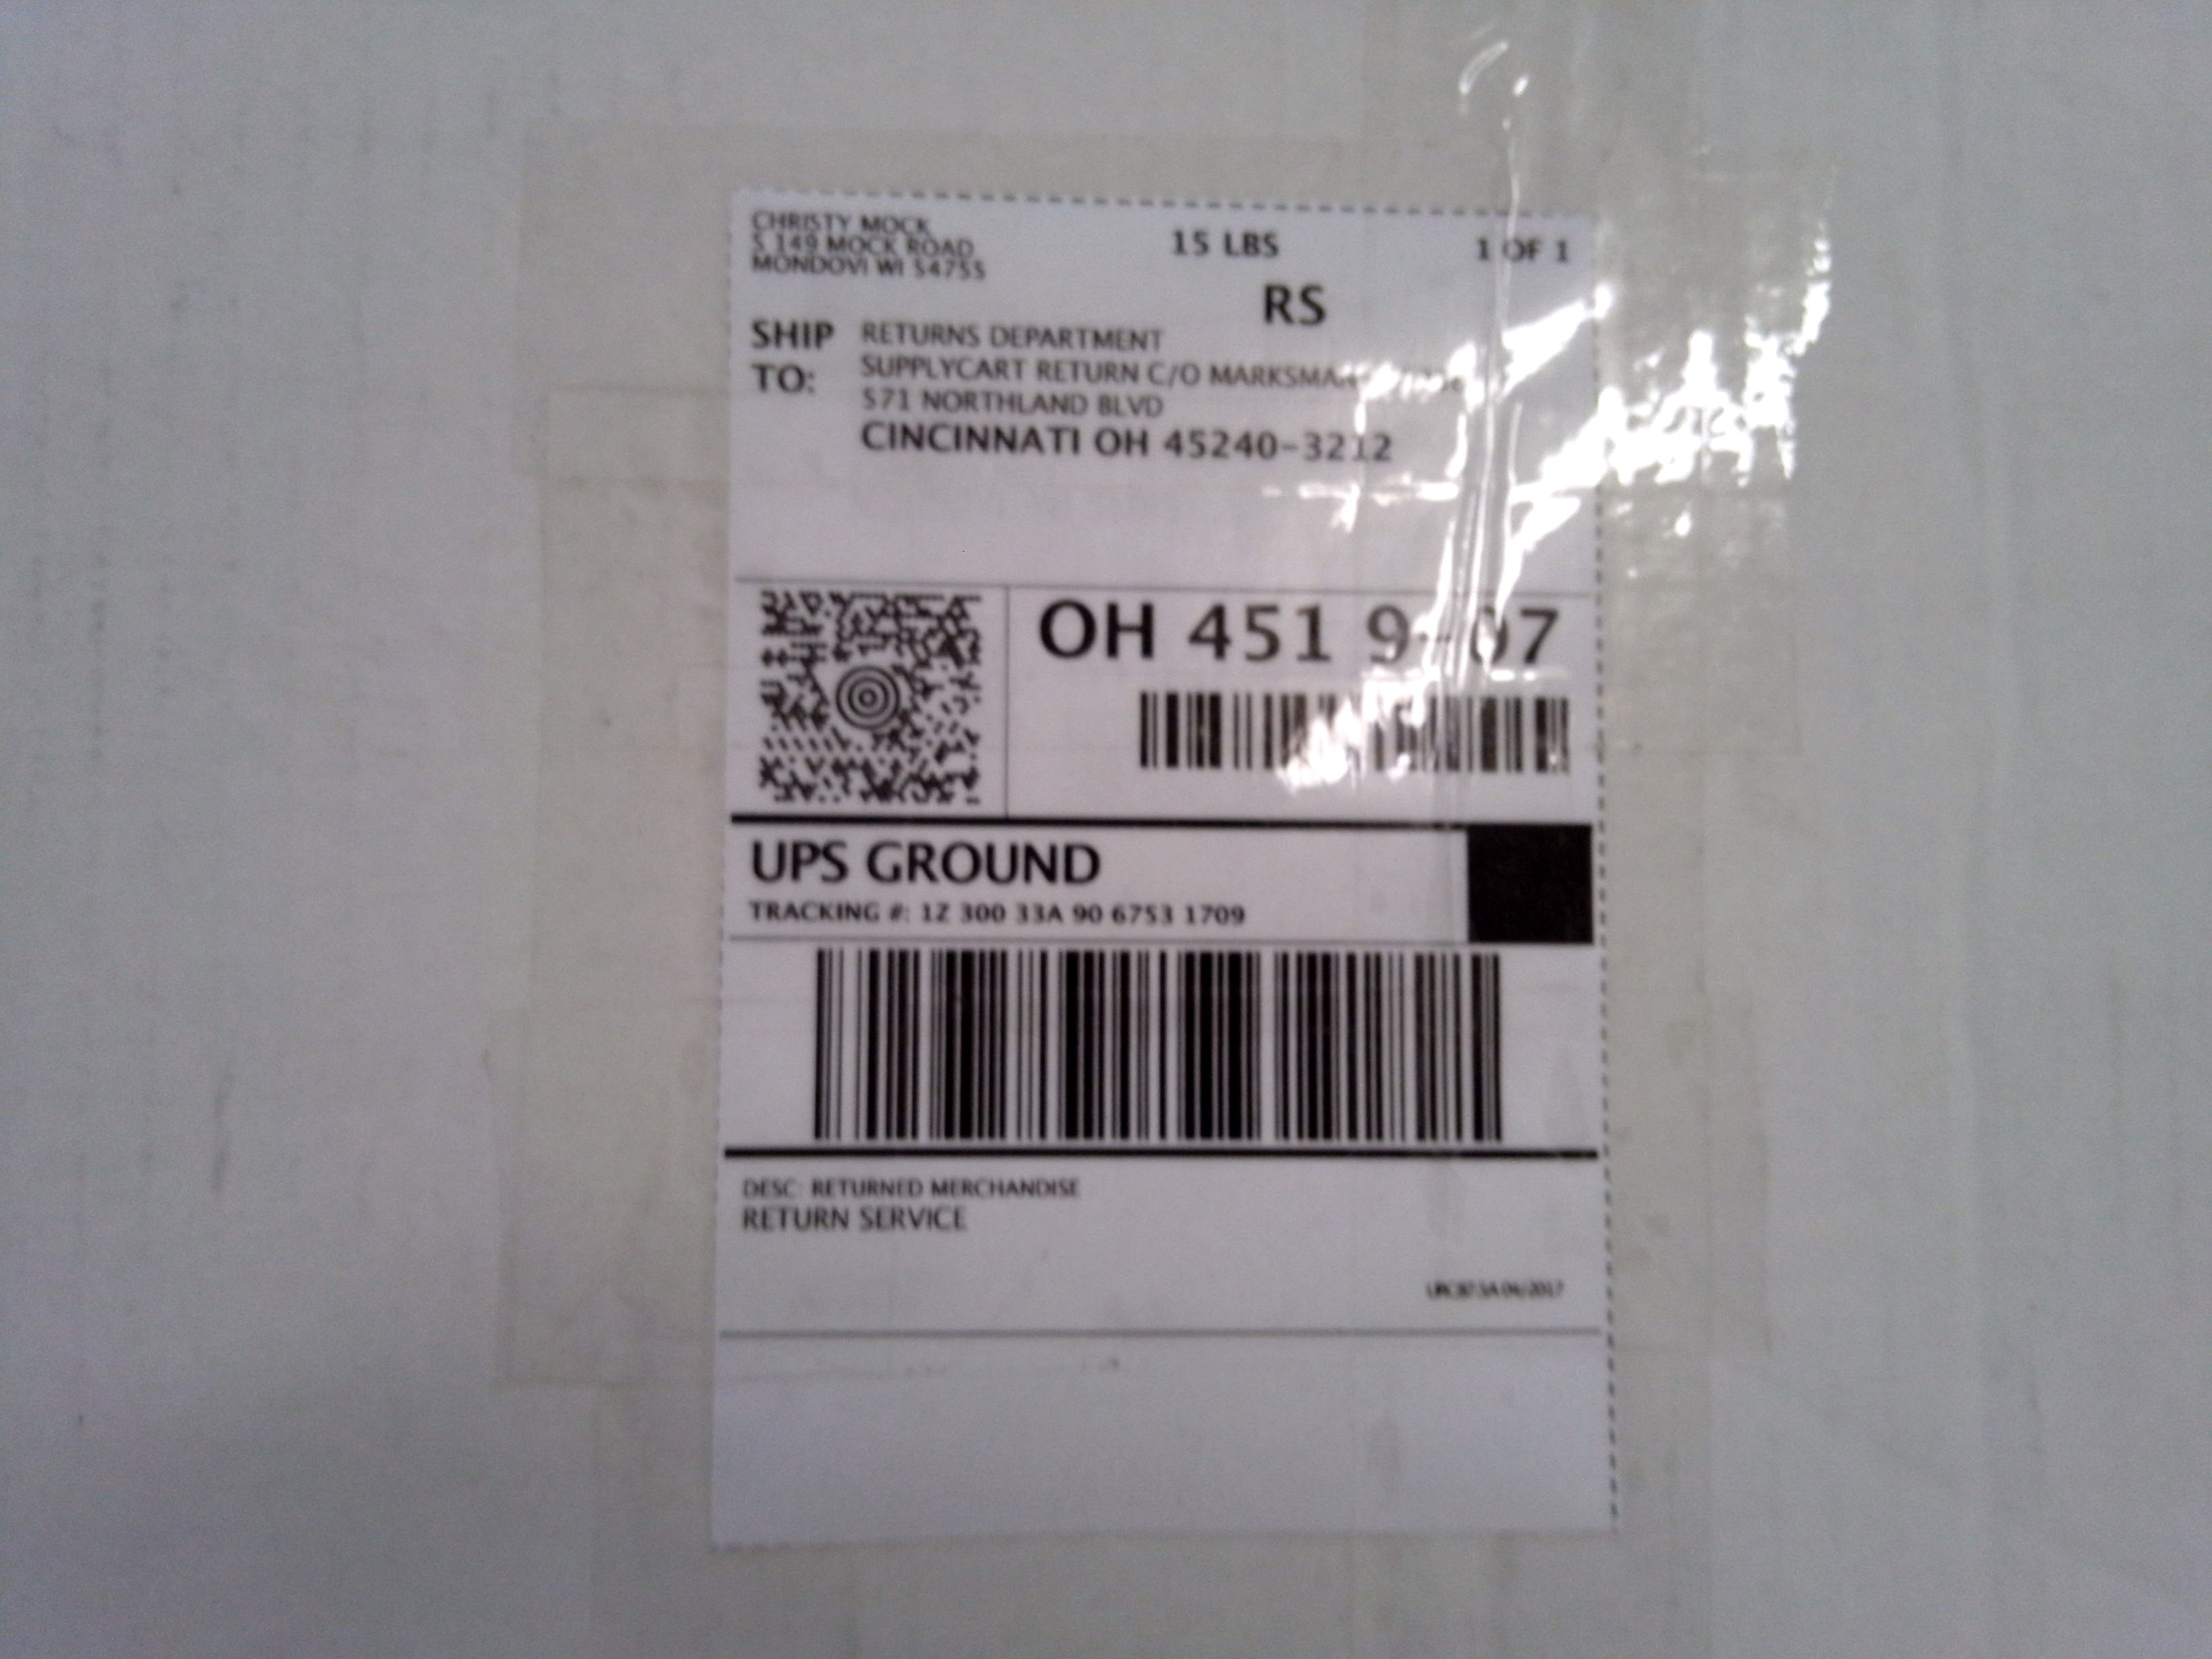 CHRISTY MOCK
S 149 MOCK ROAD
MONDOVI WI 54755
15 LBS
1 OF 1
RS
SHIP TO:
RETURNS DEPARTMENT
SUPPLYCART RETURN C/O
571 NORTHLAND BLVD
CINCINNATI OH 45240-3212
OH 451 9-07
UPS GROUND
TRACKING #: 1Z 300 33A 90 6753 1709
DESC: RETURNED MERCHANDISE
RETURN SERVICE